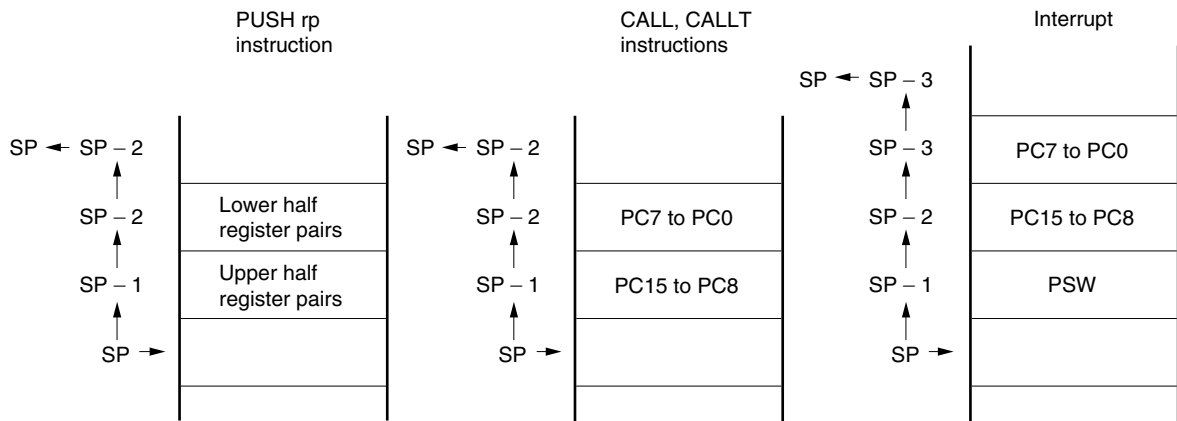 PUSH rp
instruction
SP
SP – 2
SP – 2
Lower half
register pairs
SP – 1
Upper half
register pairs
SP
CALL, CALLT
instructions
SP
SP – 2
SP – 2
PC7 to PC0
SP – 1
PC15 to PC8
SP
Interrupt
SP
SP – 3
SP – 3
PC7 to PC0
SP – 2
PC15 to PC8
SP – 1
PSW
SP